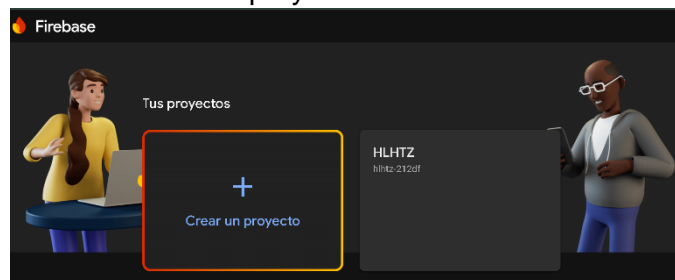 Firebase
Tus proyectos
HLHTZ
hlhtz-212df
+
Crear un proyecto